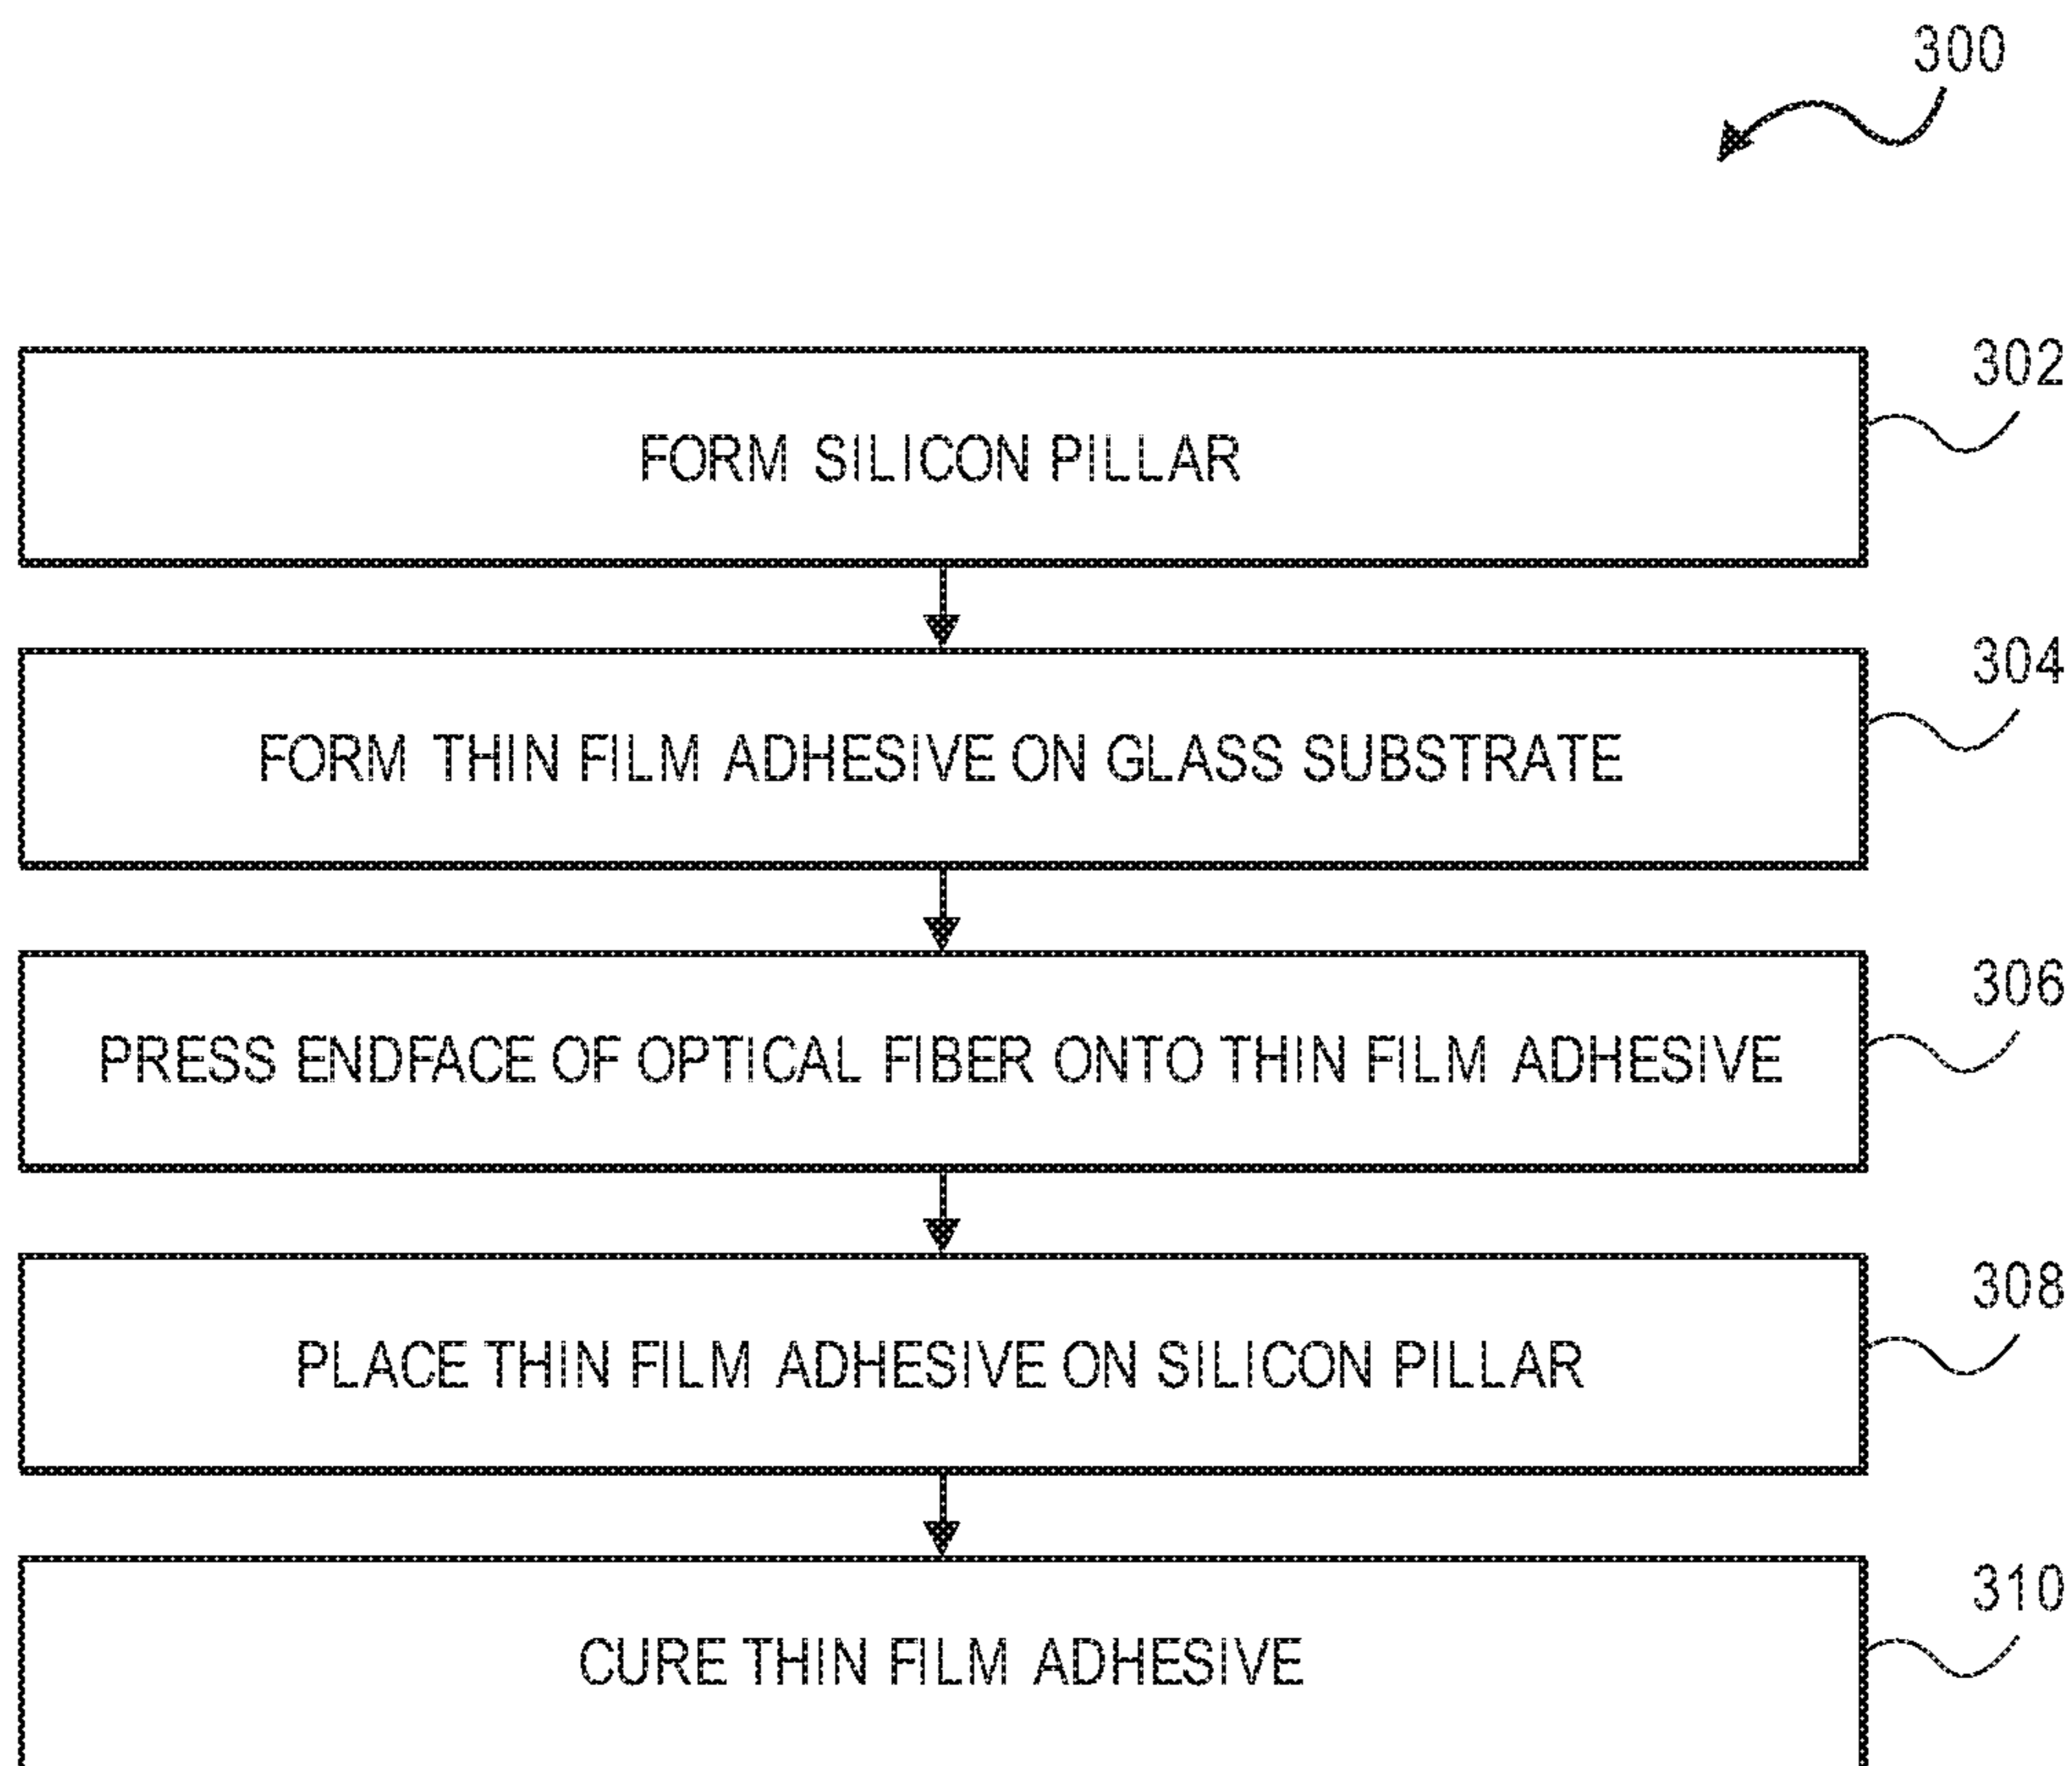 300
302
FORM SILICON PILLAR
304
FORM THIN FILM ADHESIVE ON GLASS SUBSTRATE
306
PRESS ENDFACE OF OPTICAL FIBER ONTO THIN FILM ADHESIVE
308
PLACE THIN FILM ADHESIVE ON SILICON PILLAR
310
CURE THIN FILM ADHESIVE